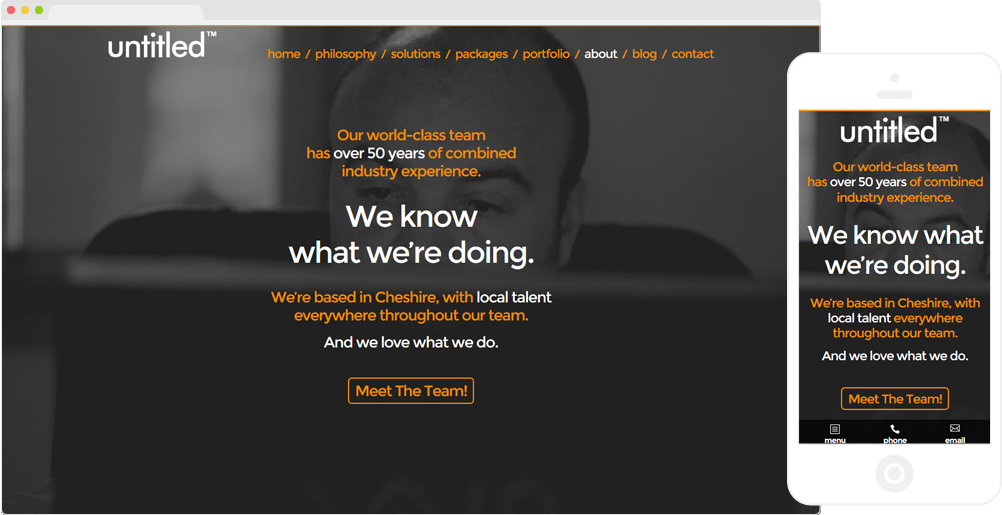 untitled™
home / philosophy / solutions / packages / portfolio / about / blog / contact
Our world-class team
has over 50 years of combined
industry experience.
We know
what we're doing.
We're based in Cheshire, with local talent
everywhere throughout our team.
And we love what we do.
Meet The Team!
untitled™
Our world-class team
has over 50 years of combined
industry experience.
We know what
we're doing.
We're based in Cheshire, with
local talent everywhere
throughout our team.
And we love what we do.
Meet The Team!
menu phone email